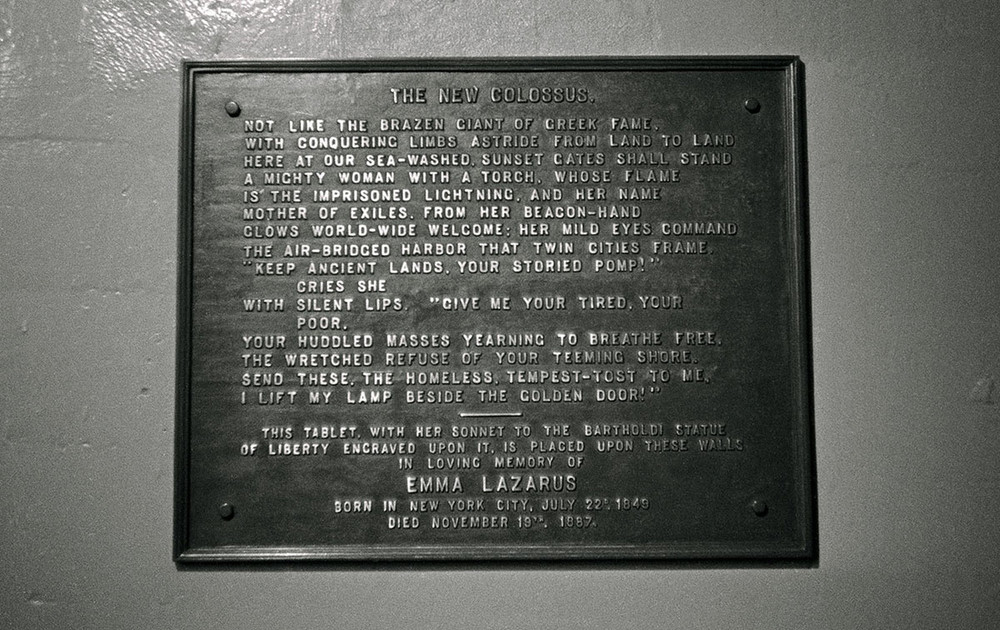 THE NEW COLOSSUS.
NOT LIKE THE BRAZEN GIANT OF GREEK FAME,
WITH CONQUERING LIMBS ASTRIDE FROM LAND TO LAND
HERE AT OUR SEA-WASHED, SUNSET GATES SHALL STAND
A MIGHTY WOMAN WITH A TORCH, WHOSE FLAME
IS THE IMPRISONED LIGHTNING, AND HER NAME
MOTHER OF EXILES. FROM HER BEACON-HAND
GLOWS WORLD-WIDE WELCOME; HER MILD EYES COMMAND
THE AIR-BRIDGED HARBOR THAT TWIN CITIES FRAME.
"KEEP ANCIENT LANDS, YOUR STORIED POMP!"
CRIES SHE
WITH SILENT LIPS. "GIVE ME YOUR TIRED, YOUR
POOR,
YOUR HUDDLED MASSES YEARNING TO BREATHE FREE,
THE WRETCHED REFUSE OF YOUR TEEMING SHORE.
SEND THESE, THE HOMELESS, TEMPEST-TOST TO ME,
I LIFT MY LAMP BESIDE THE GOLDEN DOOR!"
THIS TABLET, WITH HER SONNET TO THE BARTHOLDI STATUE
OF LIBERTY ENGRAVED UPON IT, IS PLACED UPON THESE WALLS
IN LOVING MEMORY OF
EMMA LAZARUS
BORN IN NEW YORK CITY, JULY 22ᴰ, 1849
DIED NOVEMBER 19ᵀᴴ, 1887.